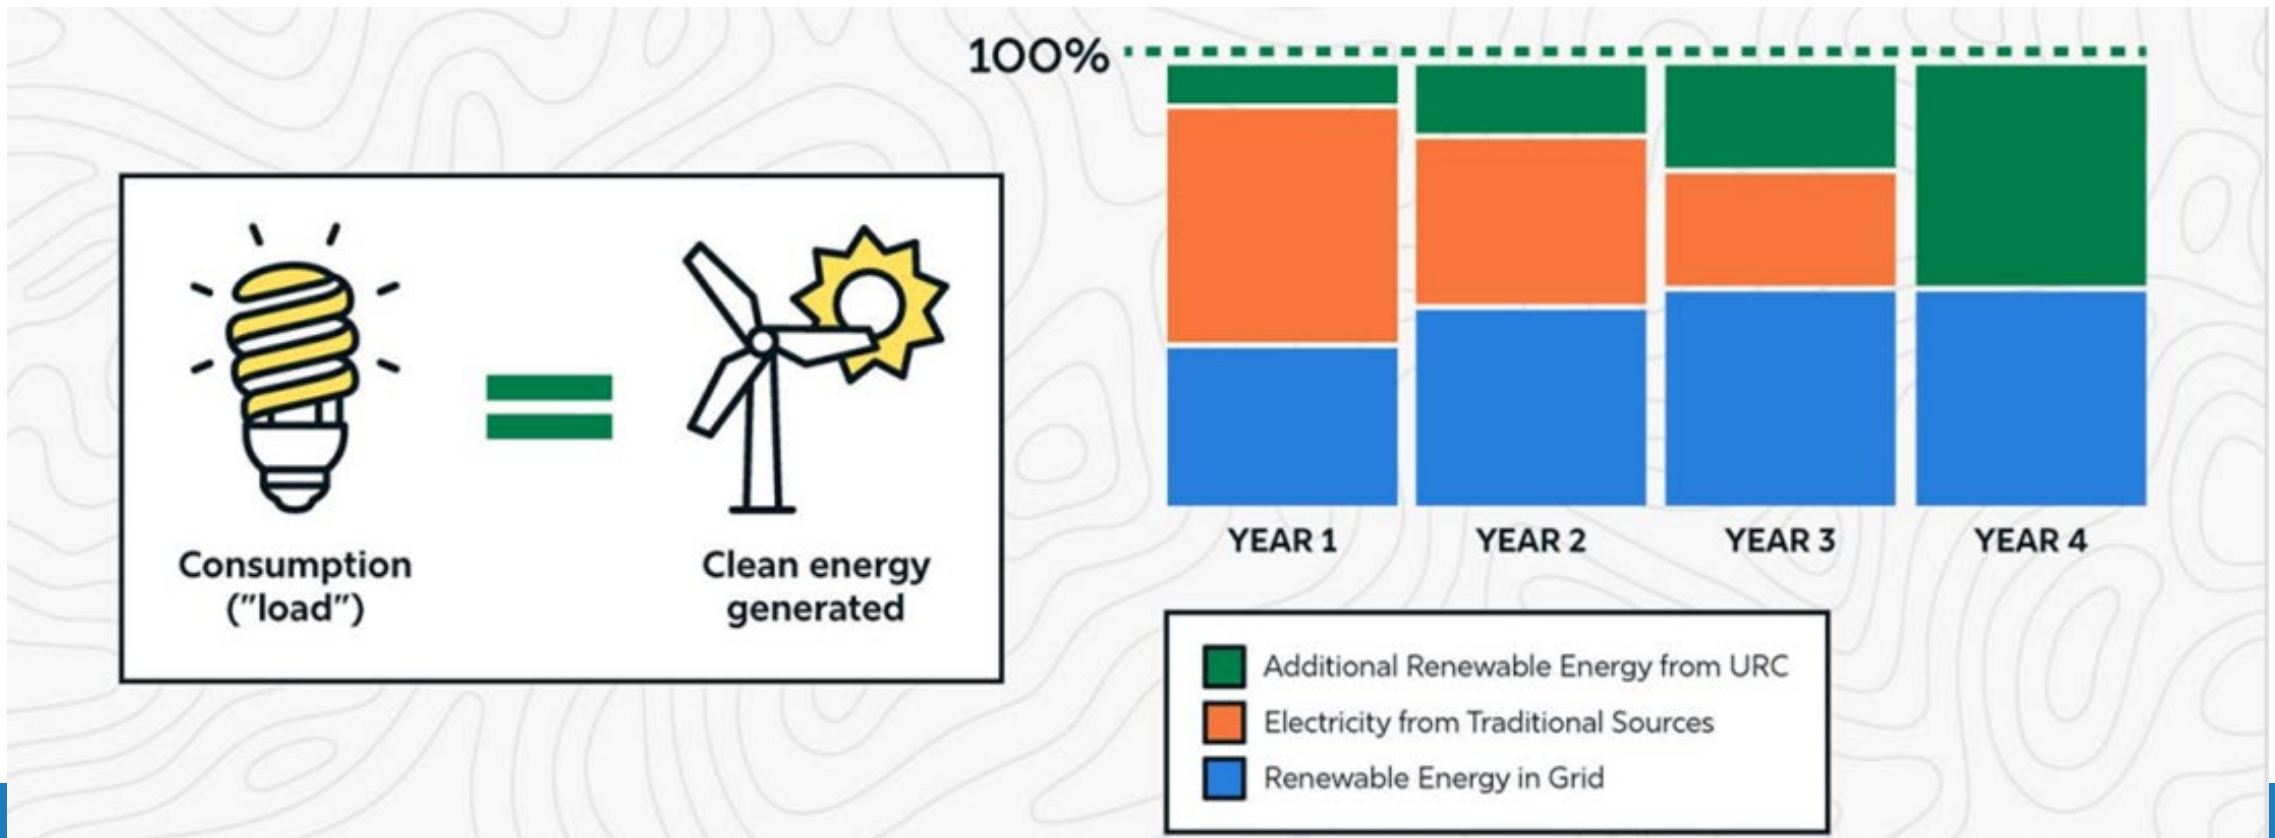 100%
Consumption
("load")
Clean energy
generated
YEAR 1
YEAR 2
YEAR 3
YEAR 4
Additional Renewable Energy from URC
Electricity from Traditional Sources
Renewable Energy in Grid